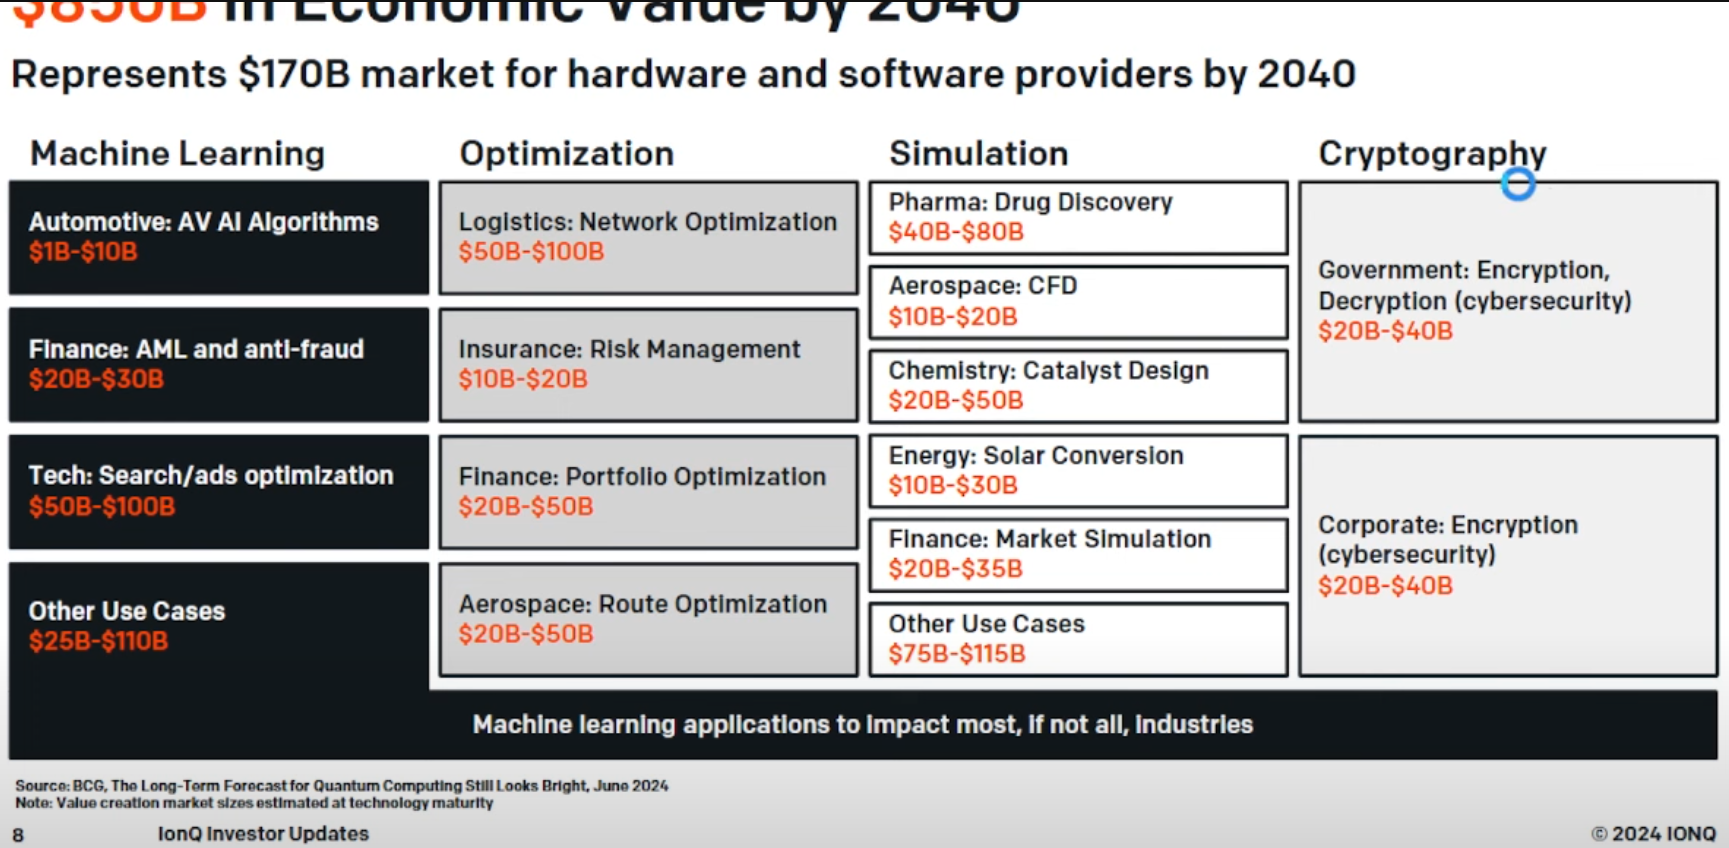 $850B in Economic Value by 2040
Represents $170B market for hardware and software providers by 2040
Machine Learning
Automotive: AV AI Algorithms
$1B-$10B
Finance: AML and anti-fraud
$20B-$30B
Tech: Search/ads optimization
$50B-$100B
Other Use Cases
$25B-$110B
Optimization
Logistics: Network Optimization
$50B-$100B
Insurance: Risk Management
$10B-$20B
Finance: Portfolio Optimization
$20B-$50B
Aerospace: Route Optimization
$20B-$50B
Simulation
Pharma: Drug Discovery
$40B-$80B
Aerospace: CFD
$10B-$20B
Chemistry: Catalyst Design
$20B-$50B
Energy: Solar Conversion
$10B-$30B
Finance: Market Simulation
$20B-$35B
Other Use Cases
$75B-$115B
Cryptography
Government: Encryption,
Decryption (cybersecurity)
$20B-$40B
Corporate: Encryption
(cybersecurity)
$20B-$40B
Machine learning applications to impact most, if not all, industries
Source: BCG, The Long-Term Forecast for Quantum Computing Still Looks Bright, June 2024
Note: Value creation market sizes estimated at technology maturity
8
IonQ Investor Updates
© 2024 IONQ